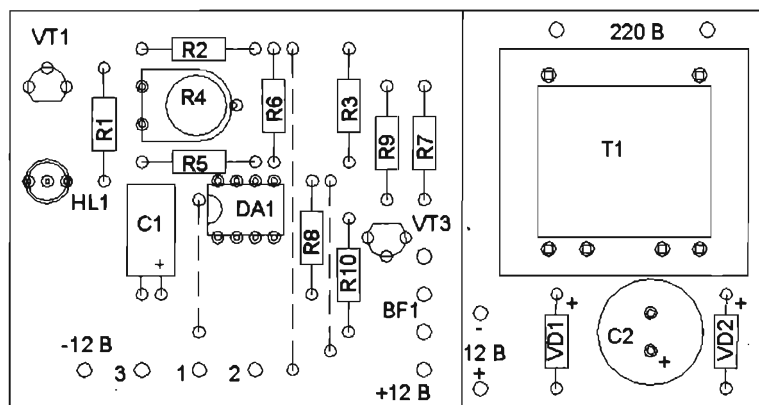 VT1
R2
220 В
R4
R6
R3
R1
R9
R7
T1
R5
HL1
C1
DA1
VT3
R8
R10
+
BF1
-12 В
3
1
2
+12 В
-
12 В
+
+
VD1
C2
+
+
VD2